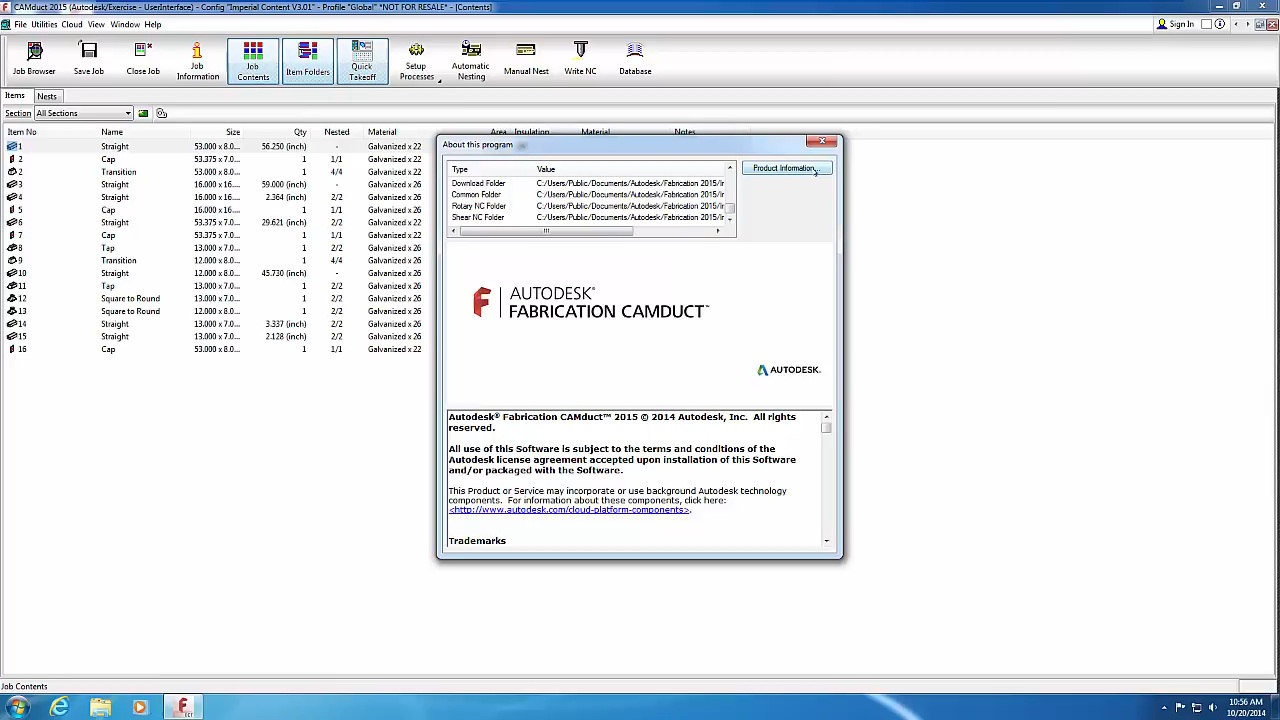 CAMduct 2015 (Autodesk/Exercise - UserInterface) - Config "Imperial Content V3.01" - Profile "Global" *NOT FOR RESALE* - [Contents]
File Utilities Cloud View Window Help
Sign In
Job Browser Save Job Close Job Job Information Job Contents Item Folders Quick Takeoff Setup Processes Automatic Nesting Manual Nest Write NC Database
Items Nests
Section All Sections
Item No Name Size Qty Nested Material Area Insulation Material Notes
1 Straight 53.000 x 8.0... 56.250 (inch) - Galvanized x 22
2 Cap 53.375 x 7.0... 1 1/1 Galvanized x 22
2 Transition 53.000 x 8.0... 1 4/4 Galvanized x 22
3 Straight 16.000 x 16.... 59.000 (inch) - Galvanized x 26
4 Straight 16.000 x 16.... 2.364 (inch) 2/2 Galvanized x 26
5 Cap 16.000 x 16.... 1 1/1 Galvanized x 26
6 Straight 53.375 x 7.0... 29.621 (inch) 2/2 Galvanized x 22
7 Cap 53.375 x 7.0... 1 1/1 Galvanized x 22
8 Tap 13.000 x 7.0... 1 2/2 Galvanized x 26
9 Transition 12.000 x 8.0... 1 4/4 Galvanized x 26
10 Straight 12.000 x 8.0... 45.730 (inch) - Galvanized x 26
11 Tap 13.000 x 7.0... 1 2/2 Galvanized x 26
12 Square to Round 13.000 x 7.0... 1 2/2 Galvanized x 26
13 Square to Round 12.000 x 8.0... 1 2/2 Galvanized x 26
14 Straight 13.000 x 7.0... 3.337 (inch) 2/2 Galvanized x 26
15 Straight 13.000 x 7.0... 2.128 (inch) 2/2 Galvanized x 26
16 Cap 53.000 x 8.0... 1 1/1 Galvanized x 22
About this program
Type Value
Download Folder C:/Users/Public/Documents/Autodesk/Fabrication 2015/Ir
Common Folder C:/Users/Public/Documents/Autodesk/Fabrication 2015/Ir
Rotary NC Folder C:/Users/Public/Documents/Autodesk/Fabrication 2015/Ir
Shear NC Folder C:/Users/Public/Documents/Autodesk/Fabrication 2015/Ir
Product Information...
AUTODESK®
FABRICATION CAMDUCT™
AUTODESK.
Autodesk® Fabrication CAMduct™ 2015 © 2014 Autodesk, Inc. All rights
reserved.
All use of this Software is subject to the terms and conditions of the
Autodesk license agreement accepted upon installation of this Software
and/or packaged with the Software.
This Product or Service may incorporate or use background Autodesk technology
components. For information about these components, click here:
<http://www.autodesk.com/cloud-platform-components>.
Trademarks
Job Contents
10:56 AM
10/20/2014